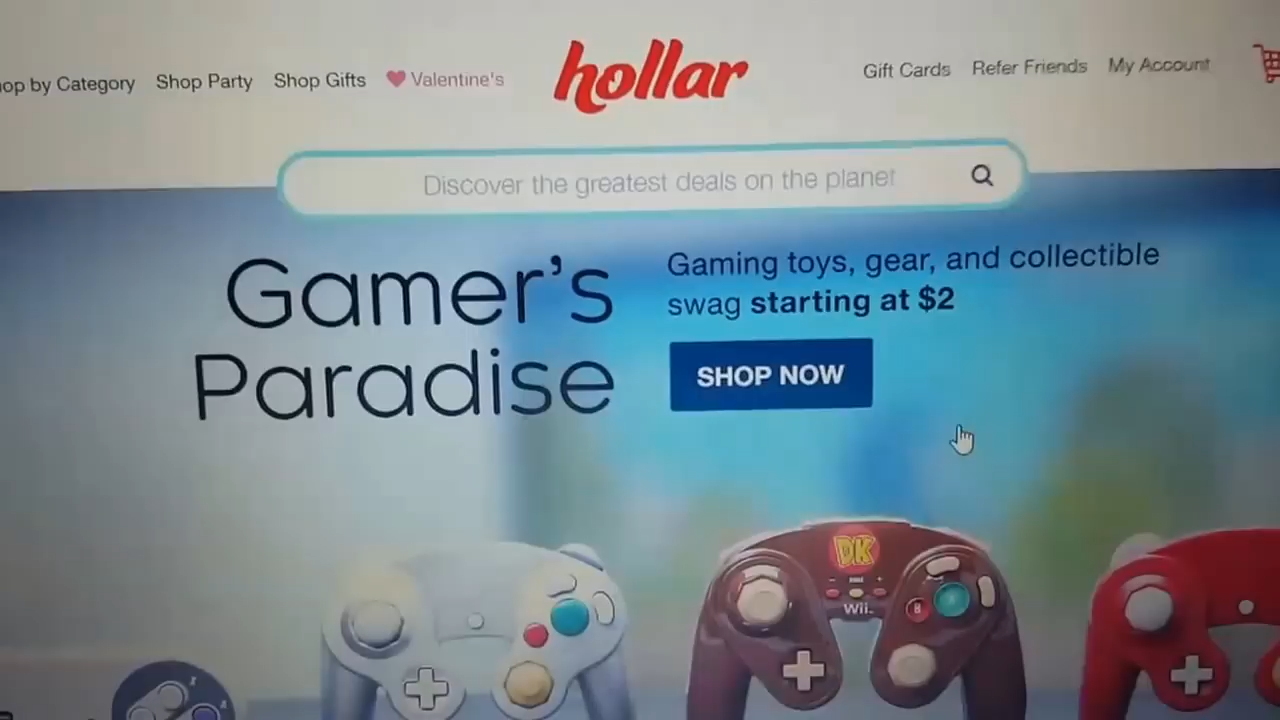 op by Category Shop Party Shop Gifts Valentine's
hollar
Gift Cards Refer Friends My Account
Discover the greatest deals on the planet
Gamer's
Paradise
Gaming toys, gear, and collectible
swag starting at $2
SHOP NOW
DK
Wii.